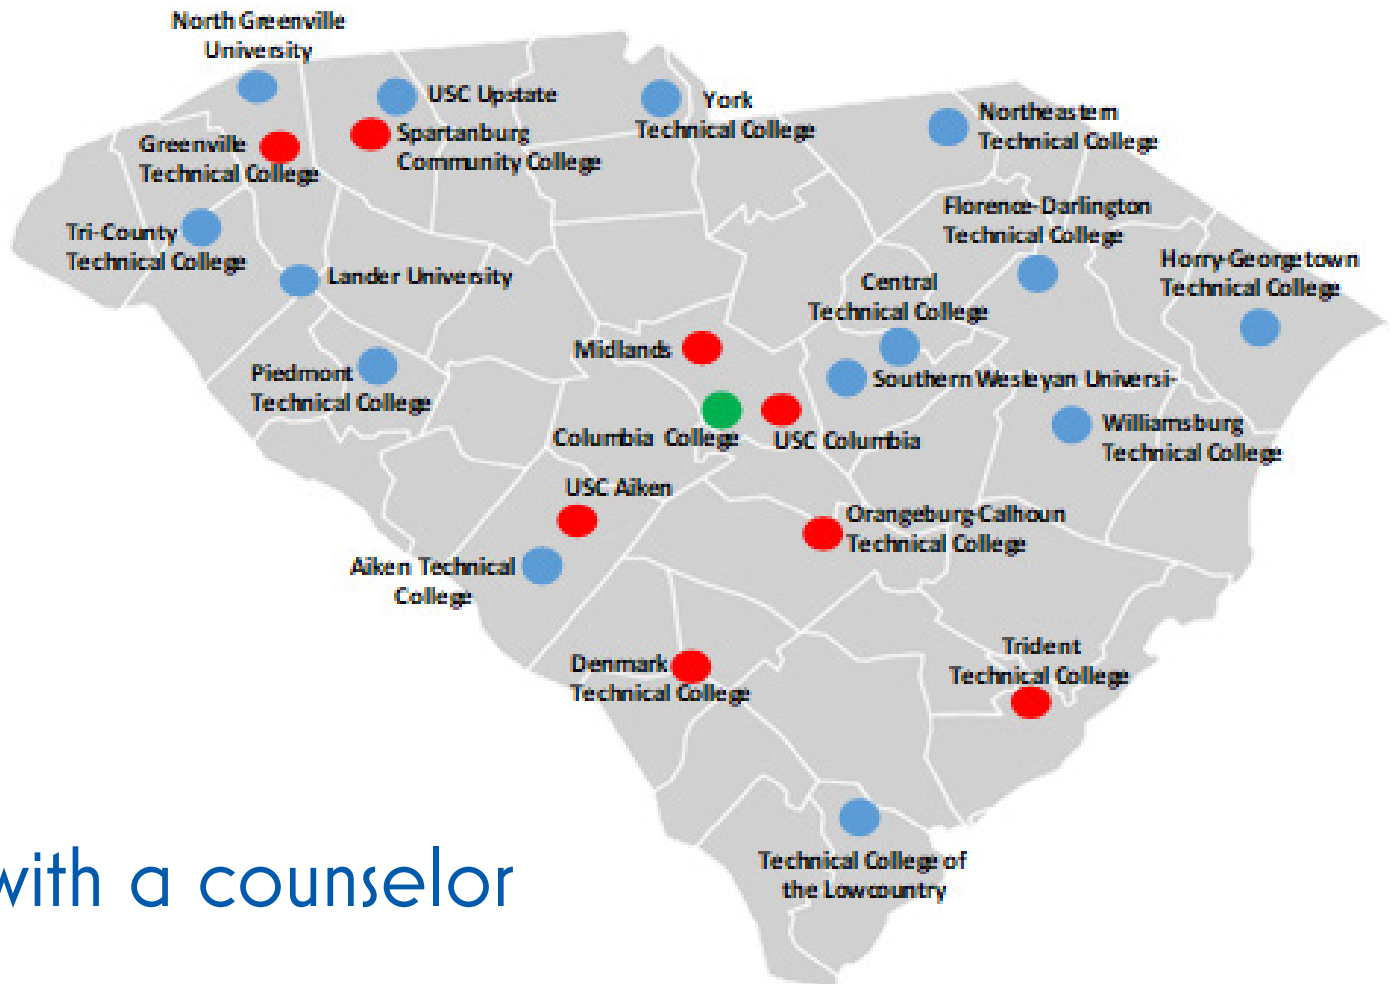 North Greenville
University
USC Upstate
York
Technical College
Northeastern
Technical College
Greenville
Technical College
Spartanburg
Community College
Florence-Darlington
Technical College
Tri-County
Technical College
Lander University
Horry-Georgetown
Technical College
Central
Technical College
Midlands
Piedmont
Technical College
Southern Wesleyan Universi-
Columbia College
USC Columbia
Williamsburg
Technical College
USC Aiken
Orangeburg-Calhoun
Technical College
Aiken Technical
College
Denmark
Technical College
Trident
Technical College
Technical College of
the Lowcountry
with a counselor